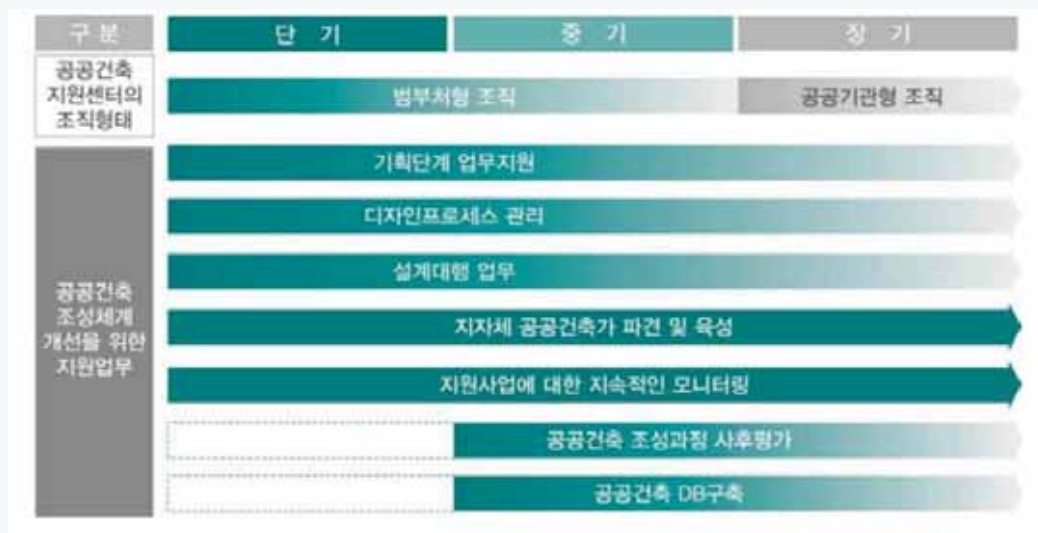 구 분 단 기 중 기 장 기
공공건축
지원센터의
조직형태
범부처형 조직 공공기관형 조직
공공건축
조성체계
개선을 위한
지원업무
기획단계 업무지원
디자인프로세스 관리
설계대행 업무
지자체 공공건축가 파견 및 육성
지원사업에 대한 지속적인 모니터링
공공건축 조성과정 사후평가
공공건축 DB구축